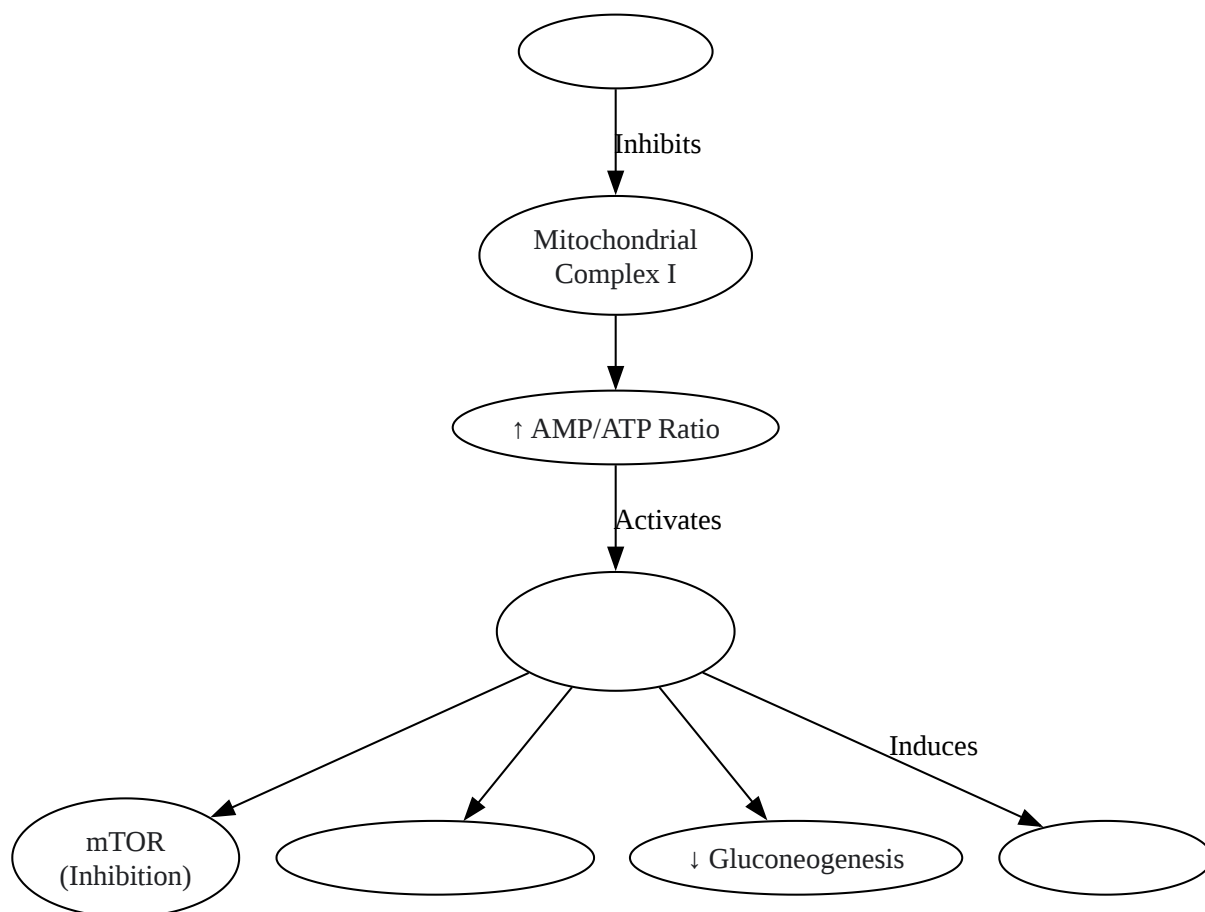 Inhibits
Mitochondrial
Complex I
↑ AMP/ATP Ratio
Activates
Induces
mTOR
(Inhibition)
↓ Gluconeogenesis